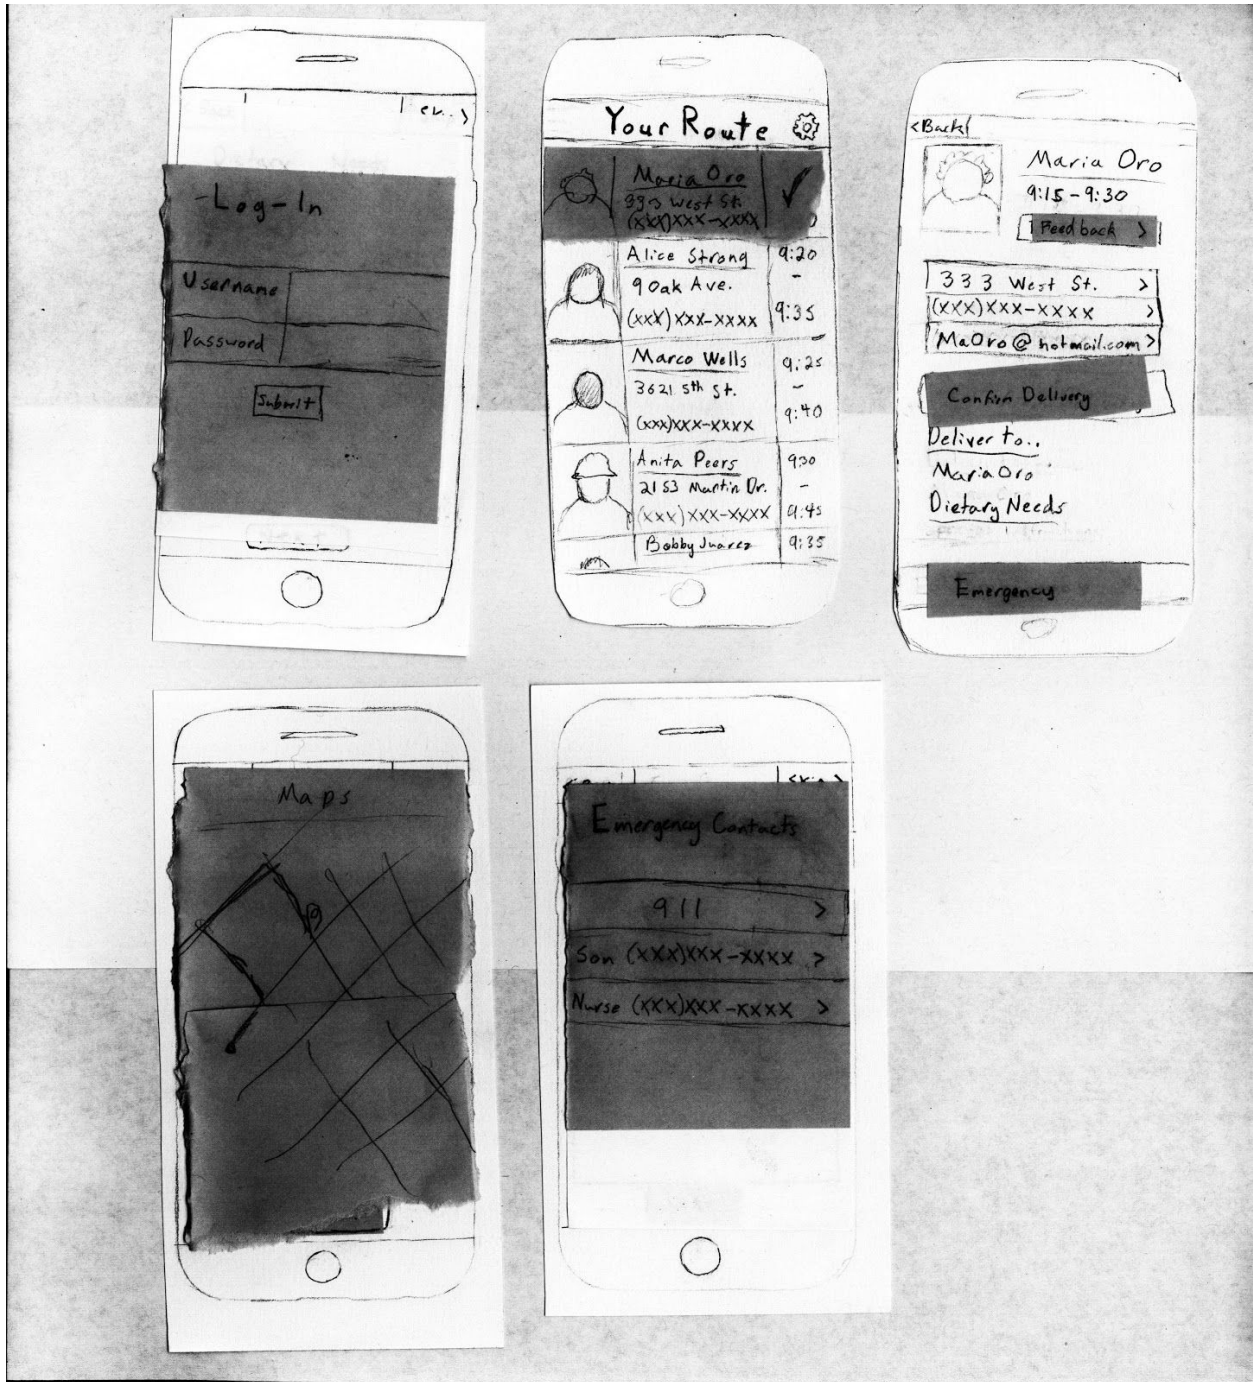 -Log-In
Username
Password
Submit
Your Route
Maria Oro
333 West St.
(xxx)xxx-xxxx
Alice Strong
9 Oak Ave.
(xxx)xxx-xxxx
9:20
-
9:35
Marco Wells
3621 5th St.
(xxx)xxx-xxxx
9:25
-
9:40
Anita Peers
2153 Martin Dr.
(xxx)xxx-xxxx
9:30
-
9:45
Bobby Juarez
9:35
<Back
Maria Oro
9:15-9:30
Feedback >
333 West St. >
(xxx)xxx-xxxx >
MaOro@hotmail.com >
Confirm Delivery
Deliver to..
Maria Oro
Dietary Needs
Emergency
Maps
Emergency Contacts
911 >
Son (xxx)xxx-xxxx >
Nurse (xxx)xxx-xxxx >